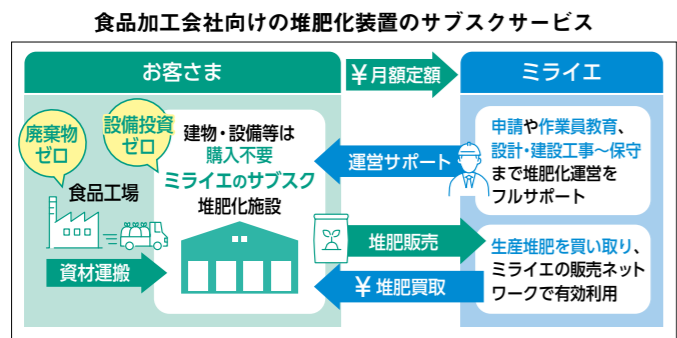 食品加工会社向けの堆肥化装置のサブスクサービス
お客さま
¥月額定額
ミライエ
廃棄物
ゼロ
設備投資
ゼロ
建物・設備等は
購入不要
ミライエのサブスク
堆肥化施設
食品工場
資材運搬
運営サポート
申請や作業員教育、
設計・建設工事〜保守
まで堆肥化運営を
フルサポート
堆肥販売
¥堆肥買取
生産堆肥を買い取り、
ミライエの販売ネット
ワークで有効利用